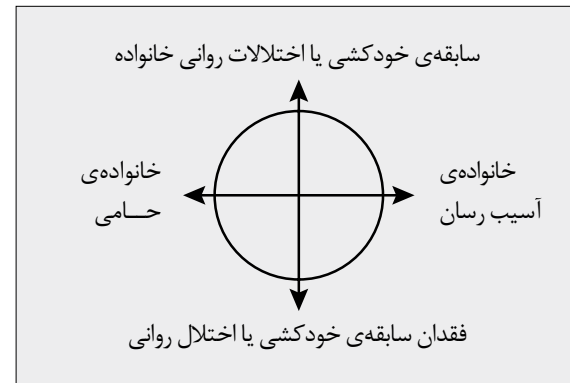 سابقه‌ی خودکشی یا اختلالات روانی خانواده
خانواده‌ی
آسیب رسان
خانواده‌ی
حـــامی
فقدان سابقه‌ی خودکشی یا اختلال روانی